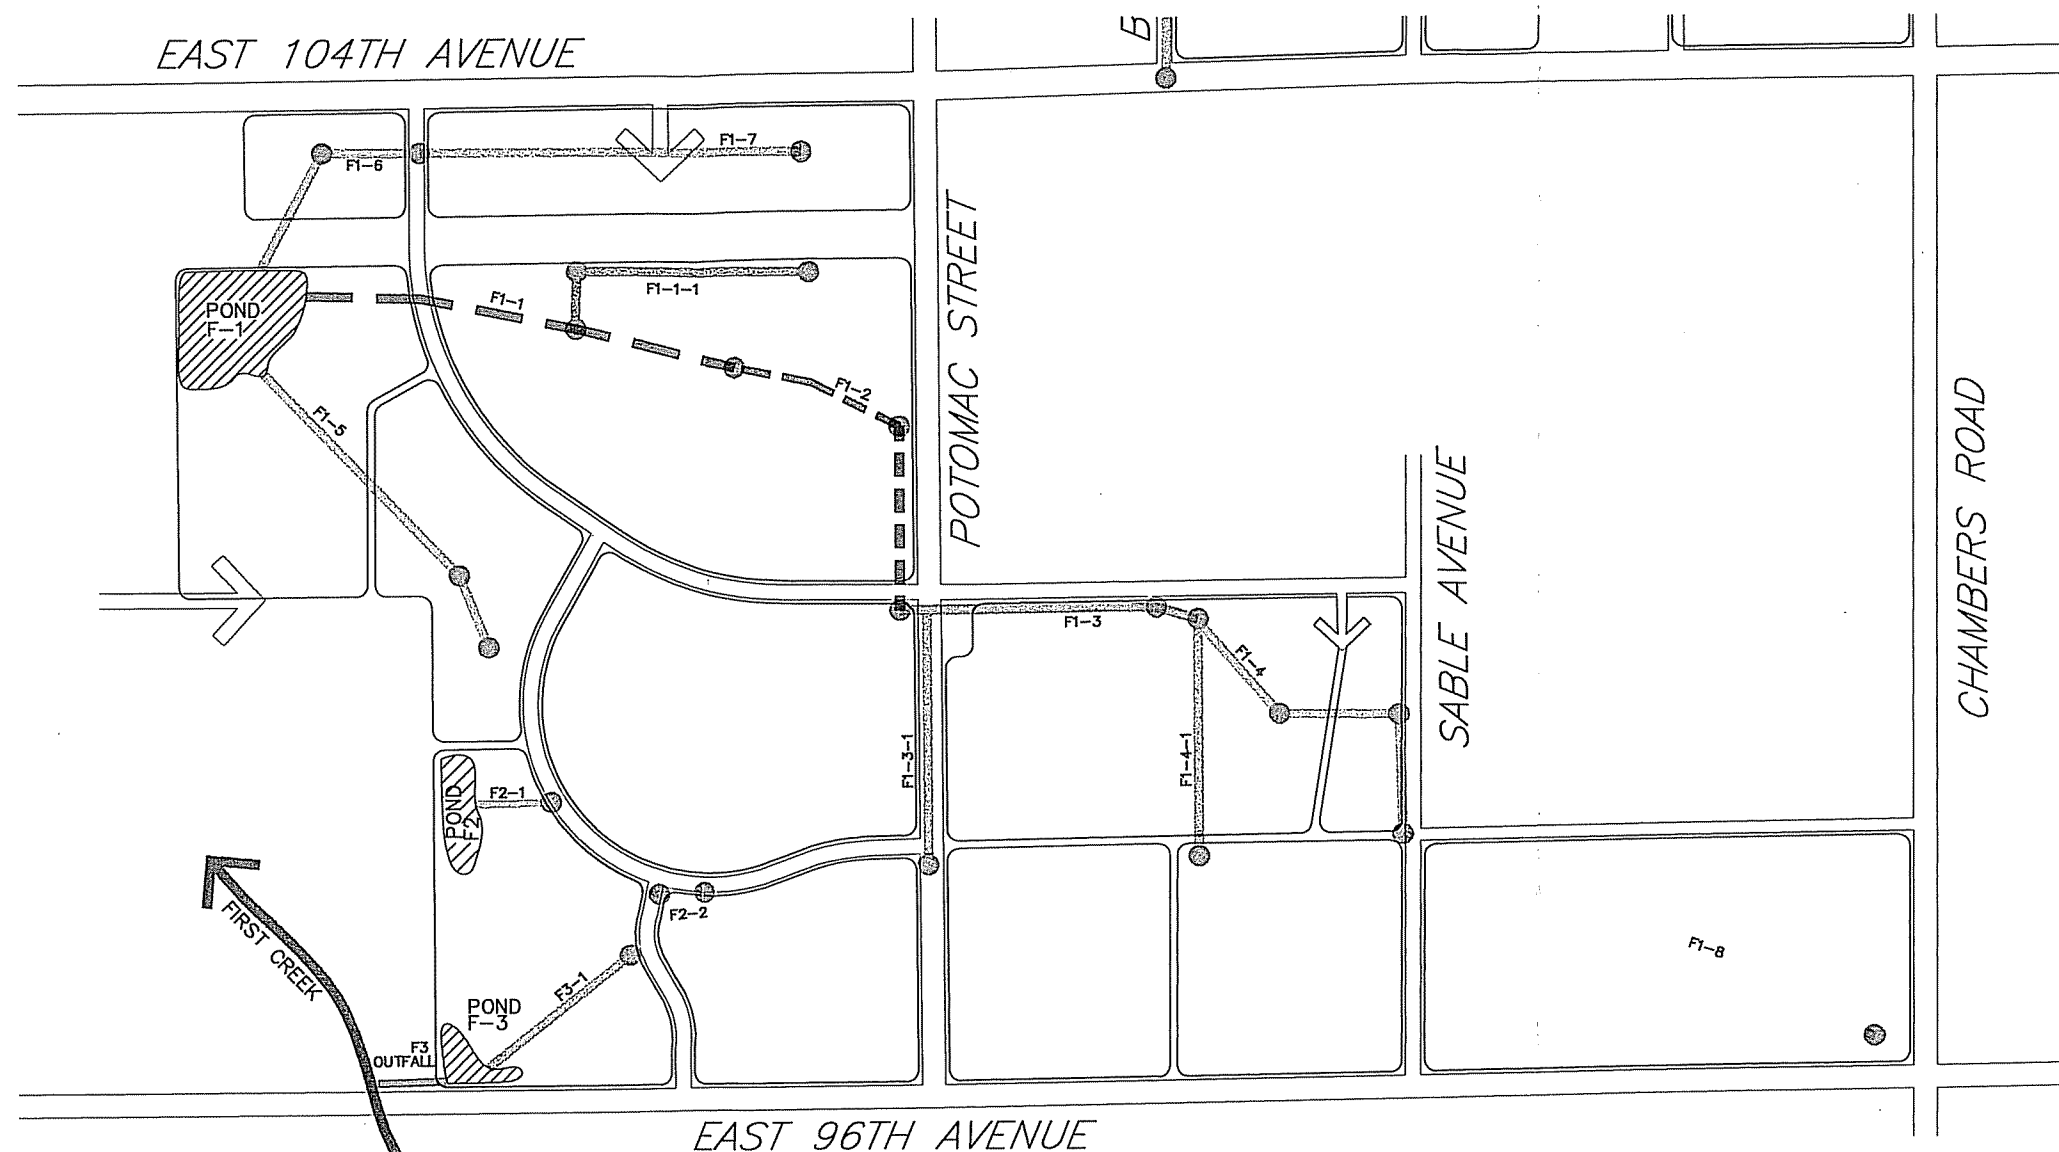 B
EAST 104TH AVENUE
F1-7
F1-6
POTOMAC STREET
F1-1-1
F1-1
POND
F-1
F1-2
F1-5
CHAMBERS ROAD
SABLE AVENUE
F1-3
F1-4
F1-3-1
F1-4-1
POND
F2
F2-1
F2-2
FIRST CREEK
F1-8
F3-1
POND
F-3
F3
OUTFALL
EAST 96TH AVENUE